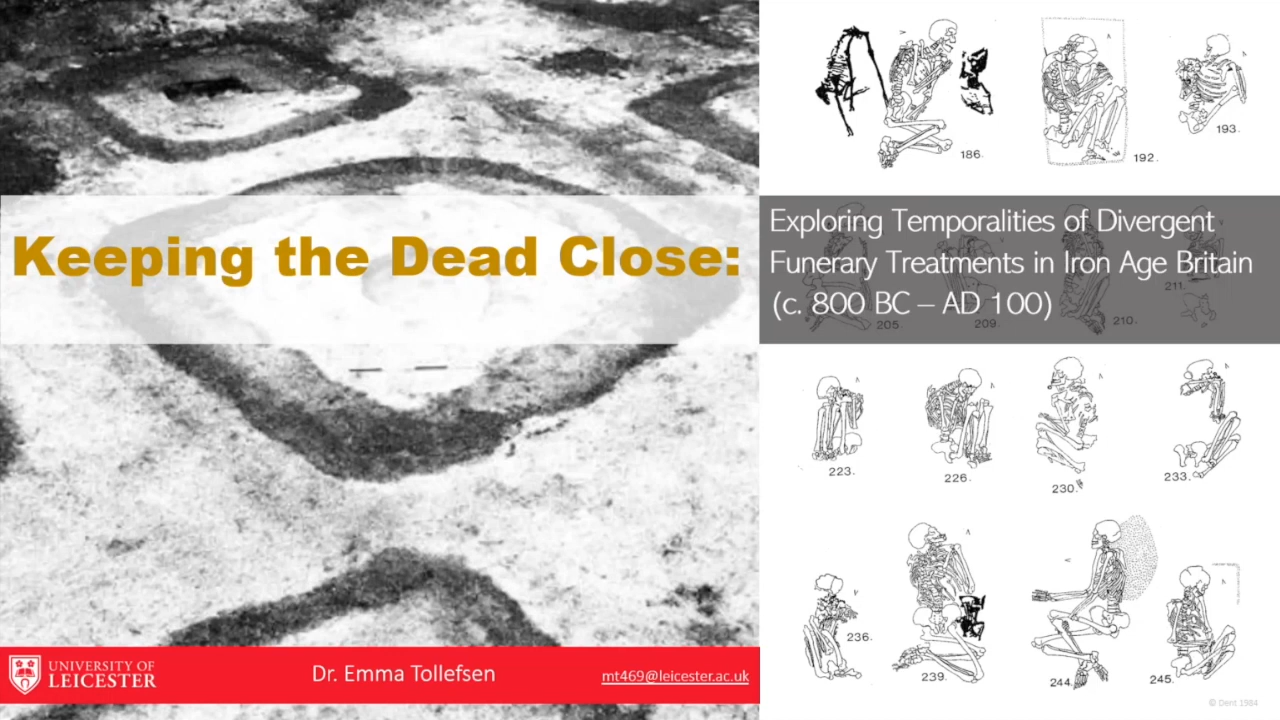 186.
192.
193.
Keeping the Dead Close:
Exploring Temporalities of Divergent
Funerary Treatments in Iron Age Britain
(c. 800 BC – AD 100)
205.
209.
210.
211.
223.
226.
230.
233.
236.
239.
244.
245.
UNIVERSITY OF
LEICESTER
Dr. Emma Tollefsen
mt469@leicester.ac.uk
© Dent 1984